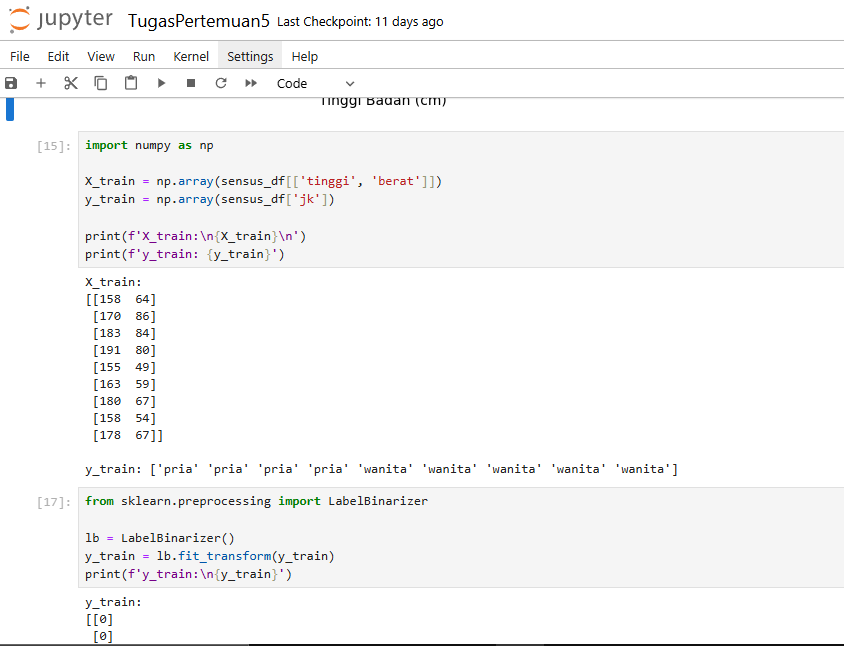 jupyter TugasPertemuan5 Last Checkpoint: 11 days ago
File Edit View Run Kernel Settings Help
Code
Tinggi Badan (cm)
[15]: import numpy as np
X_train = np.array(sensus_df[['tinggi', 'berat']])
y_train = np.array(sensus_df['jk'])
print(f'X_train:\n{X_train}\n')
print(f'y_train: {y_train}')
X_train:
[[158  64]
 [170  86]
 [183  84]
 [191  80]
 [155  49]
 [163  59]
 [180  67]
 [158  54]
 [178  67]]
y_train: ['pria' 'pria' 'pria' 'pria' 'wanita' 'wanita' 'wanita' 'wanita' 'wanita']
[17]: from sklearn.preprocessing import LabelBinarizer
lb = LabelBinarizer()
y_train = lb.fit_transform(y_train)
print(f'y_train:\n{y_train}')
y_train:
[[0]
 [0]